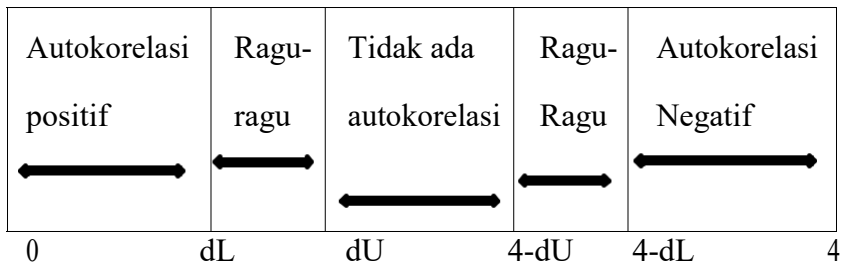 Autokorelasi Ragu- Tidak ada Ragu- Autokorelasi
positif ragu autokorelasi Ragu Negatif
0 dL dU 4-dU 4-dL 4